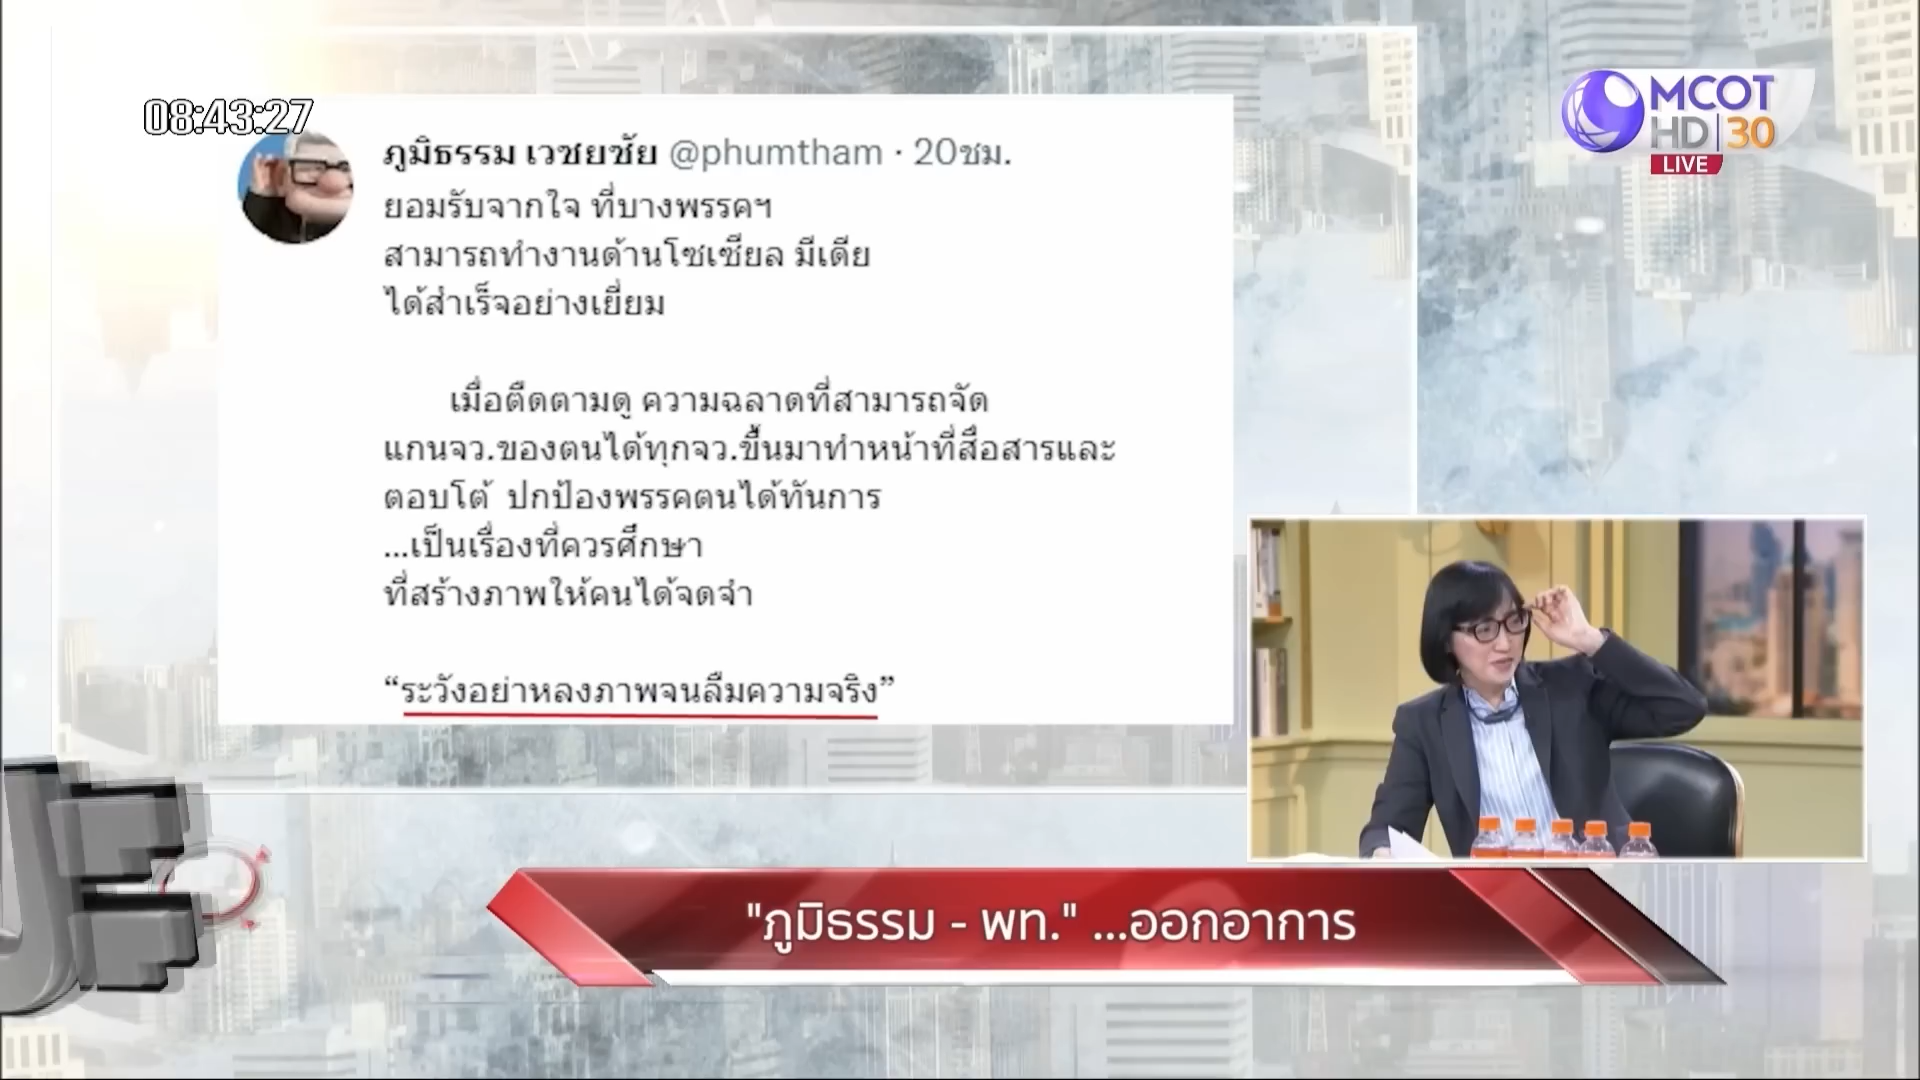 08:43:27
MCOT
HD 30
LIVE
ภูมิธรรม เวชยชัย @phumtham · 20ชม.
ยอมรับจากใจ ที่บางพรรคฯ
สามารถทำงานด้านโซเซียล มีเดีย
ได้สำเร็จอย่างเยี่ยม
เมื่อตืดตามดู ความฉลาดที่สามารถจัด
แกนจว.ของตนได้ทุกจว.ขื้นมาทำหน้าที่สื่อสารและ
ตอบโต้ ปกป้องพรรคตนได้ทันการ
...เป็นเรื่องที่ควรศึกษา
ที่สร้างภาพให้คนได้จดจำ
“ระวังอย่าหลงภาพจนลืมความจริง”
"ภูมิธรรม - พท." ...ออกอาการ